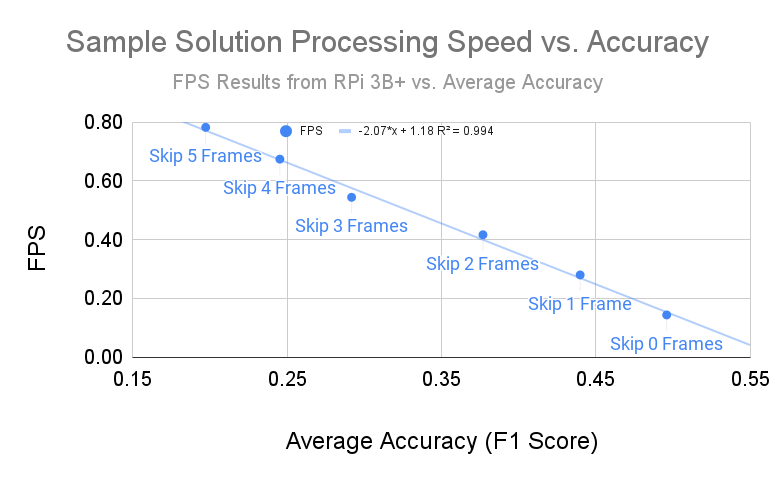 Sample Solution Processing Speed vs. Accuracy
FPS Results from RPi 3B+ vs. Average Accuracy
FPS
-2.07*x + 1.18 R² = 0.994
0.80
0.60
0.40
0.20
0.00
FPS
Skip 5 Frames
Skip 4 Frames
Skip 3 Frames
Skip 2 Frames
Skip 1 Frame
Skip 0 Frames
0.15
0.25
0.35
0.45
0.55
Average Accuracy (F1 Score)